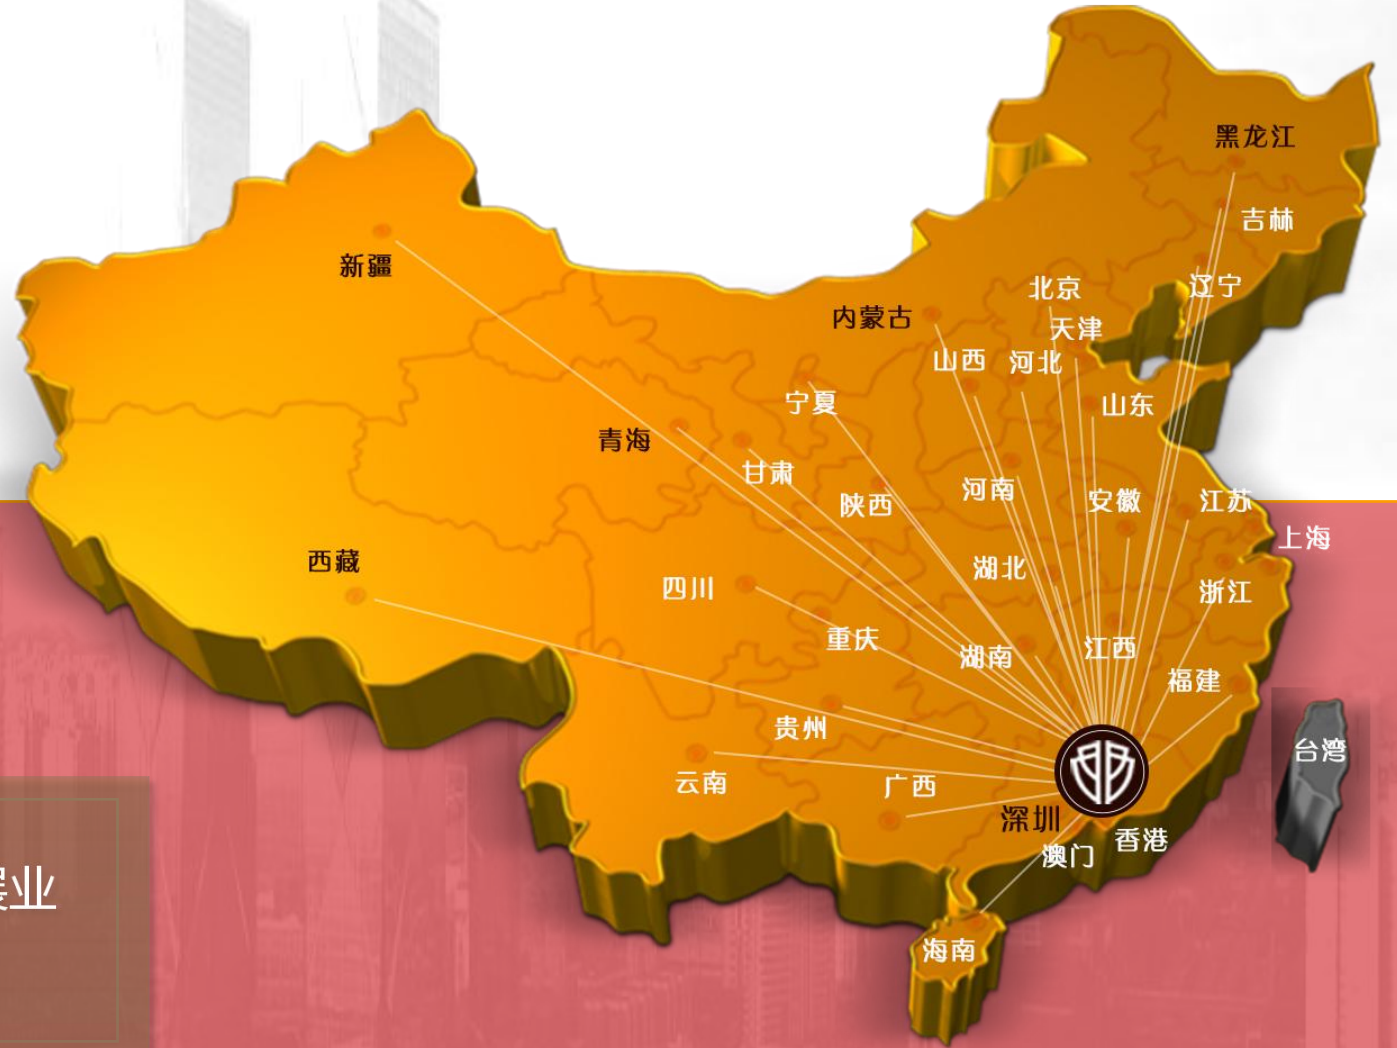 黑龙江
吉林
新疆
北京
辽宁
内蒙古
天津
山西
河北
宁夏
山东
青海
甘肃
陕西
河南
安徽
江苏
上海
西藏
四川
湖北
浙江
重庆
湖南
江西
福建
贵州
台湾
云南
广西
深圳
香港
澳门
业
海南